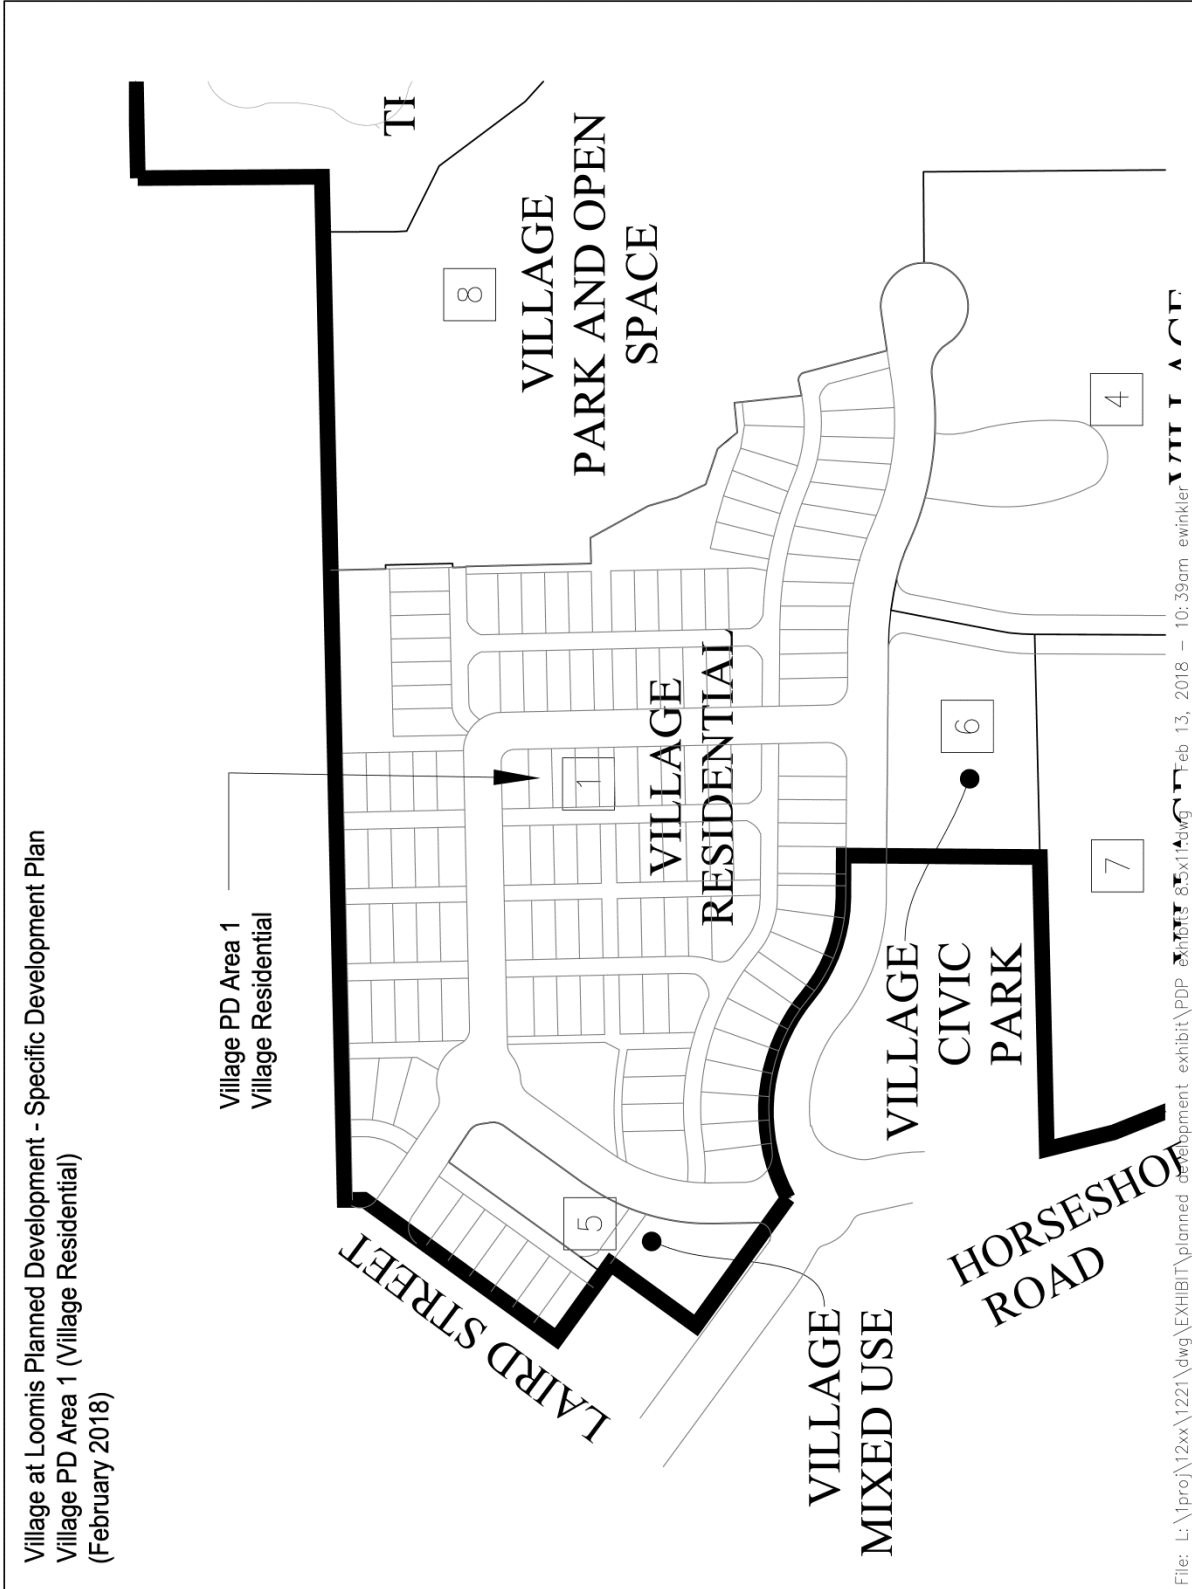 Village at Loomis Planned Development - Specific Development Plan
Village PD Area 1 (Village Residential)
(February 2018)
Village PD Area 1
Village Residential
8
VILLAGE
PARK AND OPEN
SPACE
1
VILLAGE
RESIDENTIAL
4
6
7
VILLAGE
CIVIC
PARK
5
LAIRD STREET
VILLAGE
MIXED USE
HORSESHOE
ROAD
File: L:\1proj\12xx\1221\dwg\EXHIBIT\planned development exhibit\PDP exhibits 8.5x11.dwg Feb 13, 2018 - 10:39am ewinkler